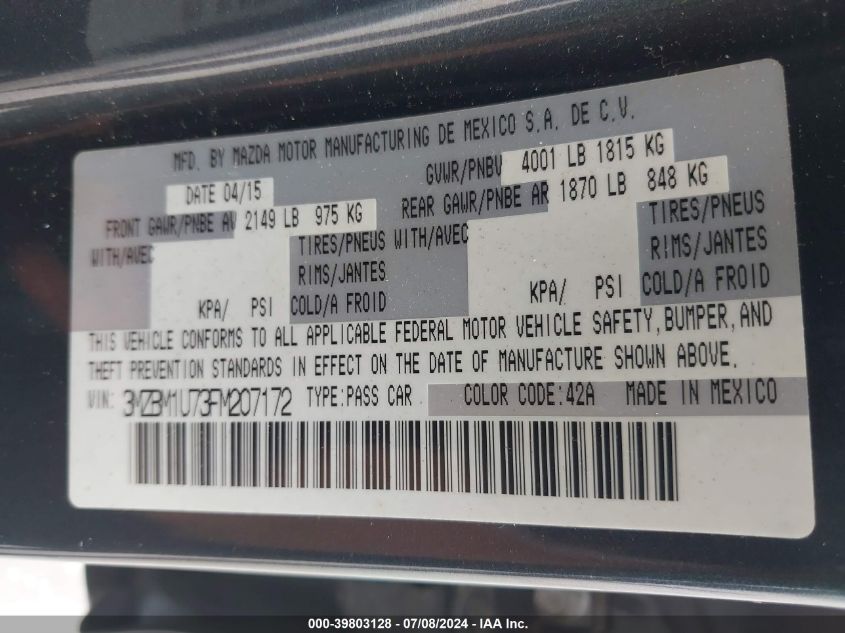 MFD. BY MAZDA MOTOR MANUFACTURING DE MEXICO S.A. DE C.V.
DATE 04/15 GVWR/PNBV 4001 LB 1815 KG
FRONT GAWR/PNBE AV 2149 LB 975 KG REAR GAWR/PNBE AR 1870 LB 848 KG
WITH/AVEC TIRES/PNEUS WITH/AVEC TIRES/PNEUS
RIMS/JANTES RIMS/JANTES
KPA/ PSI COLD/A FROID KPA/ PSI COLD/A FROID
THIS VEHICLE CONFORMS TO ALL APPLICABLE FEDERAL MOTOR VEHICLE SAFETY, BUMPER, AND
THEFT PREVENTION STANDARDS IN EFFECT ON THE DATE OF MANUFACTURE SHOWN ABOVE.
VIN: 3MZBM1U73FM207172 TYPE:PASS CAR COLOR CODE:42A MADE IN MEXICO
000-39803128 - 07/08/2024 - IAA Inc.